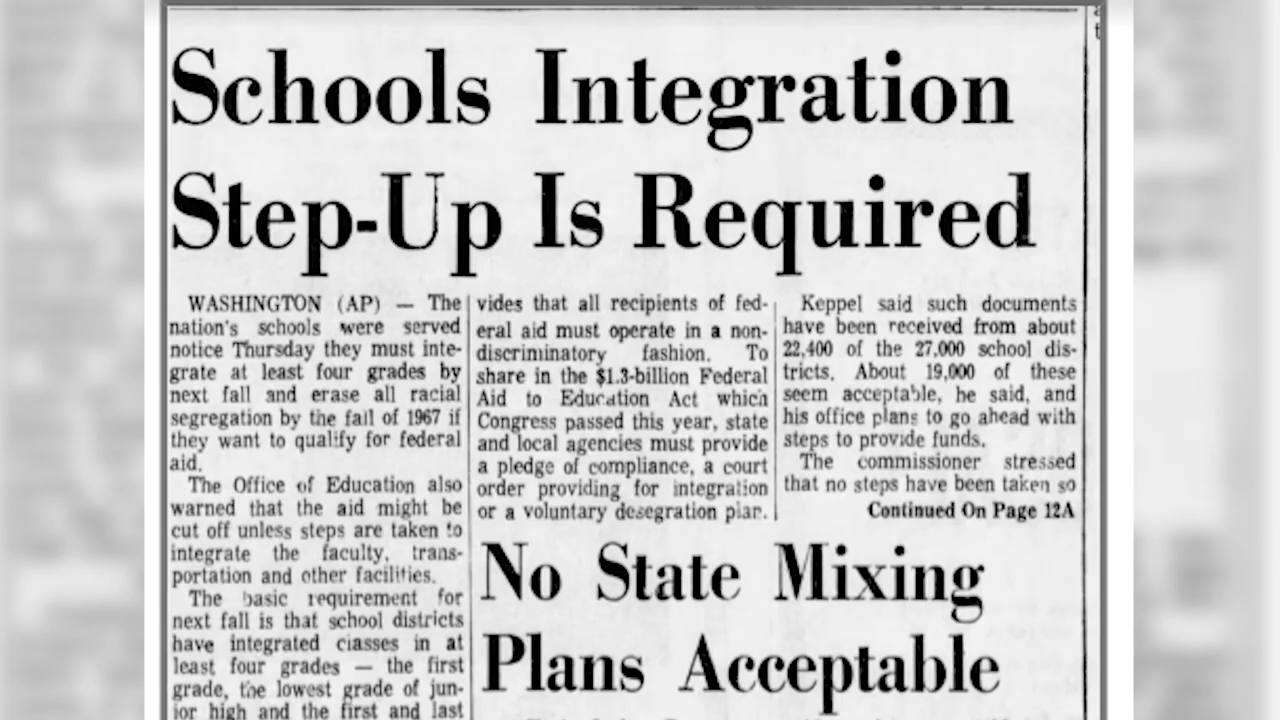 Schools Integration
Step-Up Is Required
WASHINGTON (AP) — The
nation's schools were served
notice Thursday they must inte-
grate at least four grades by
next fall and erase all racial
segregation by the fall of 1967 if
they want to qualify for federal
aid.
The Office of Education also
warned that the aid might be
cut off unless steps are taken to
integrate the faculty, trans-
portation and other facilities.
The basic requirement for
next fall is that school districts
have integrated classes in at
least four grades — the first
grade, the lowest grade of jun-
ior high and the first and last
vides that all recipients of fed-
eral aid must operate in a non-
discriminatory fashion. To
share in the $1.3-billion Federal
Aid to Education Act which
Congress passed this year, state
and local agencies must provide
a pledge of compliance, a court
order providing for integration
or a voluntary desegration plan.
Keppel said such documents
have been received from about
22,400 of the 27,000 school dis-
tricts. About 19,000 of these
seem acceptable, he said, and
his office plans to go ahead with
steps to provide funds.
The commissioner stressed
that no steps have been taken so
Continued On Page 12A
No State Mixing
Plans Acceptable